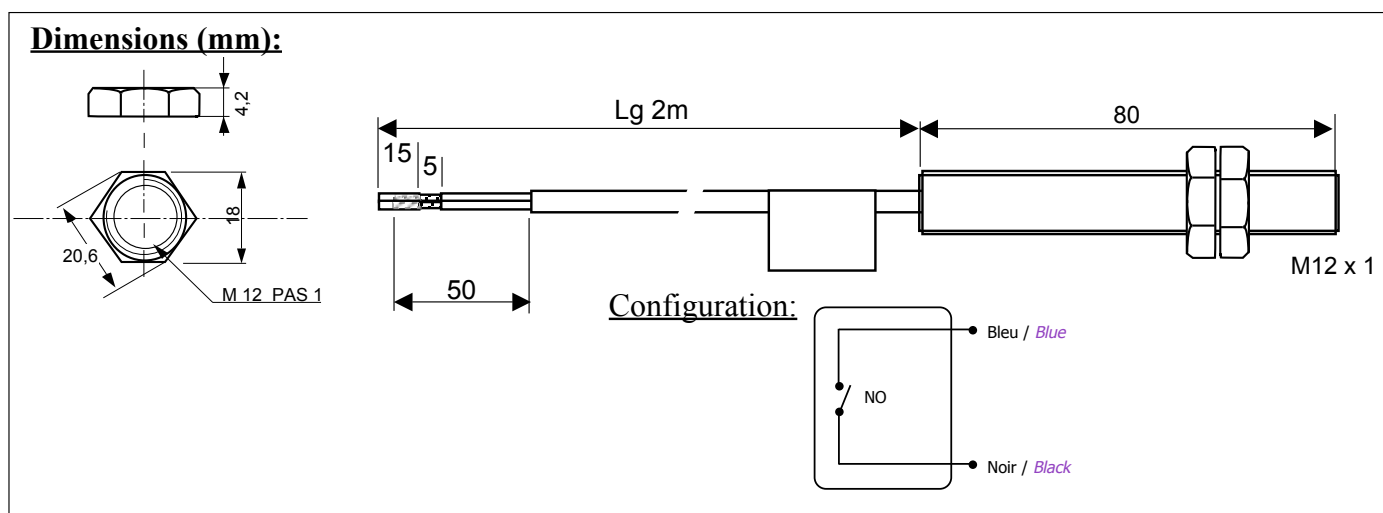 Dimensions (mm):
4,2
18
20,6
M 12 PAS 1
Lg 2m
80
15
5
50
M12 x 1
Configuration:
Bleu / Blue
NO
Noir / Black